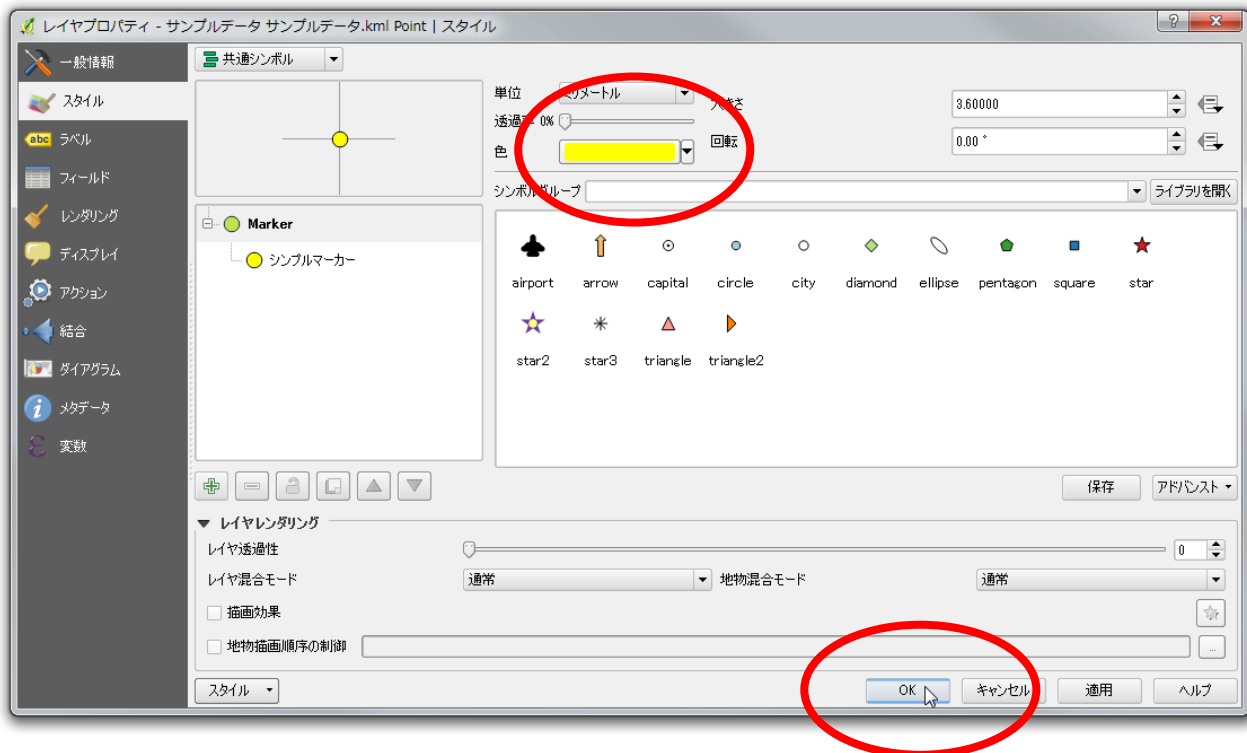 レイヤプロパティ - サンプルデータ サンプルデータ.kml Point | スタイル
一般情報
スタイル
abc ラベル
フィールド
レンダリング
ディスプレイ
アクション
結合
ダイアグラム
メタデータ
変数
共通シンボル
単位 ミリメートル
大きさ 3.60000
透過率 0%
回転 0.00 °
色
シンボルグループ
ライブラリを開く
Marker
シンプルマーカー
airport arrow capital circle city diamond ellipse pentagon square star
star2 star3 triangle triangle2
保存 アドバンスト
レイヤレンダリング
レイヤ透過性 0
レイヤ混合モード 通常 地物混合モード 通常
描画効果
地物描画順序の制御 ...
スタイル OK キャンセル 適用 ヘルプ